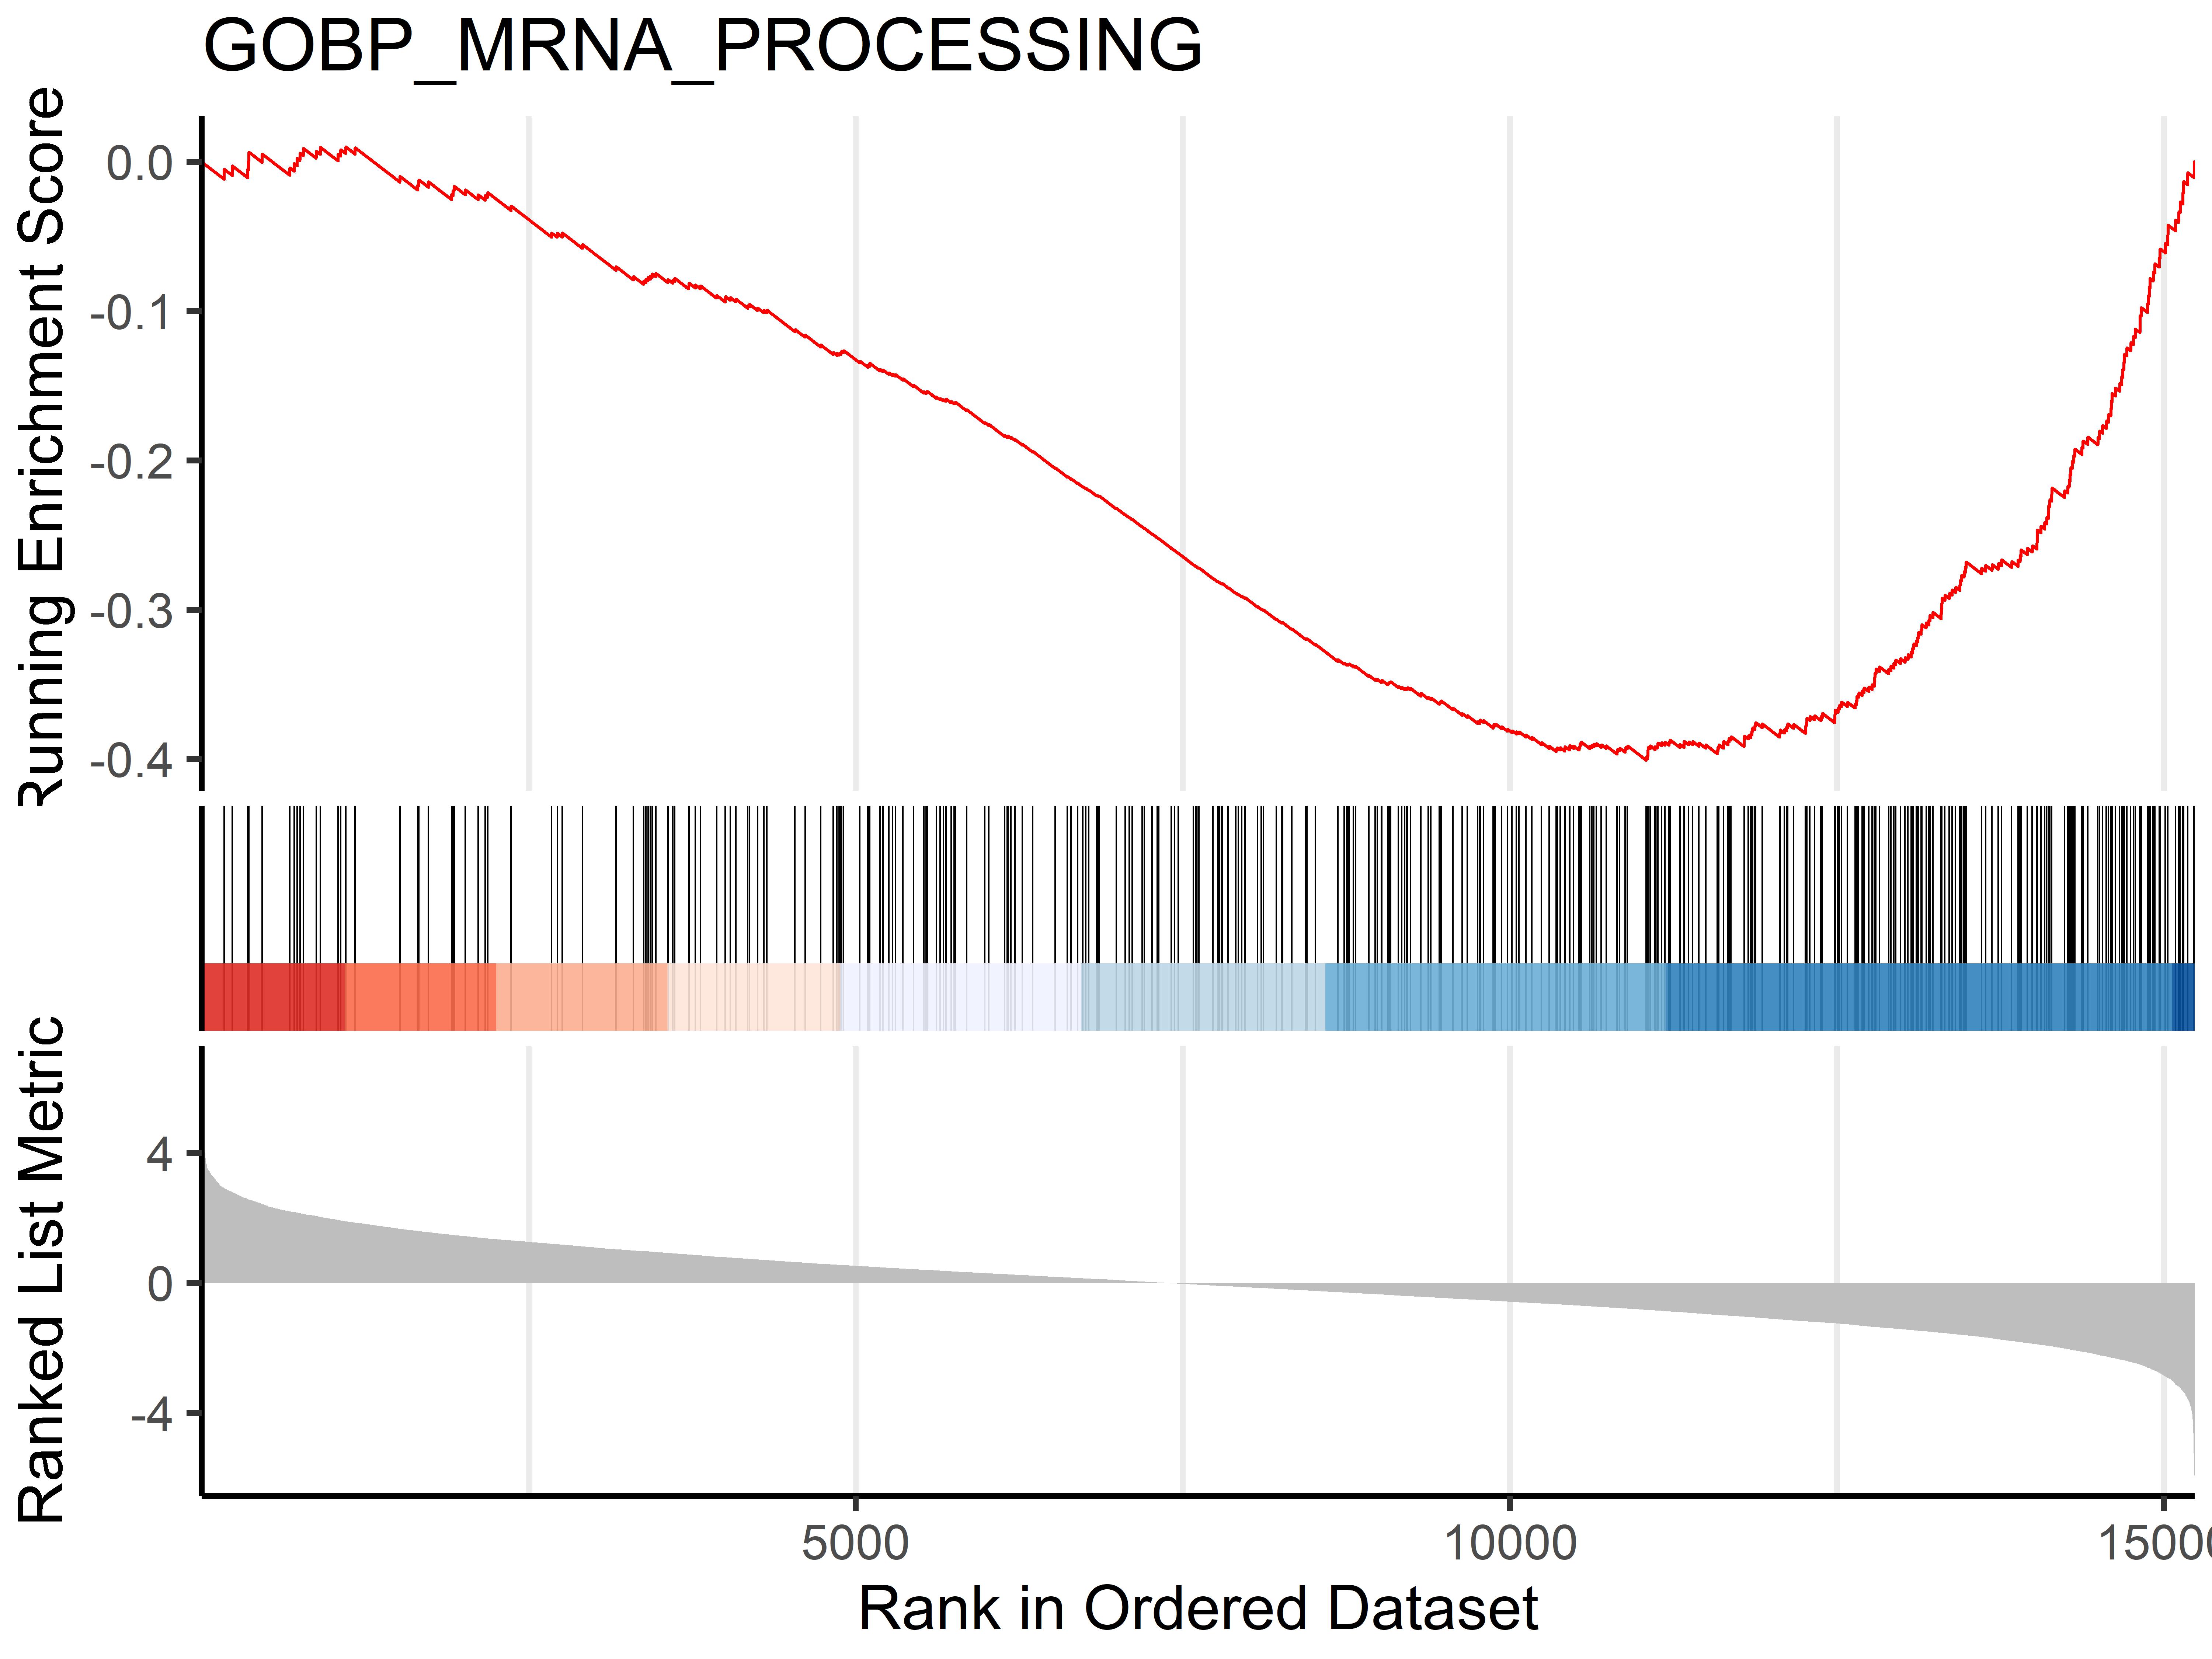 GOBP_MRNA_PROCESSING
Running Enrichment Score
0.0
-0.1
-0.2
-0.3
-0.4
Ranked List Metric
4
0
-4
5000
10000
15000
Rank in Ordered Dataset